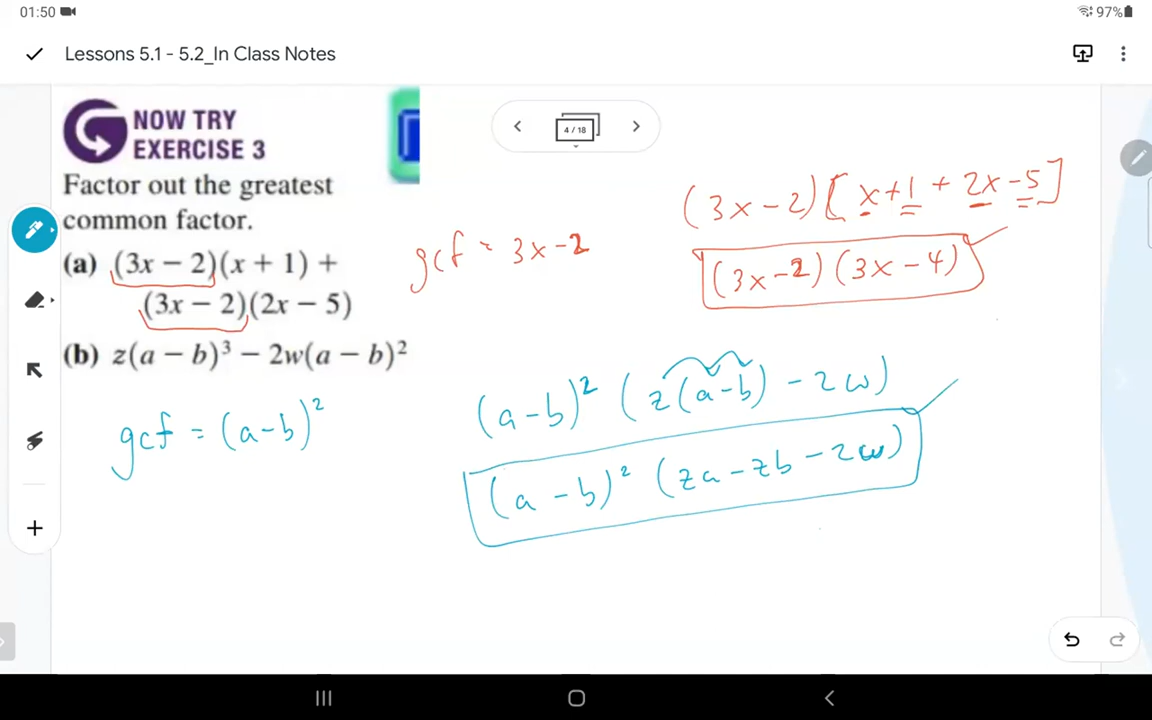 01:50
97%
Lessons 5.1 - 5.2_In Class Notes
4 / 18
NOW TRY
EXERCISE 3
Factor out the greatest
common factor.
(a) (3x − 2)(x + 1) +
(3x − 2)(2x − 5)
gcf = 3x-2
(3x-2)[x+1 + 2x-5]
(3x-2)(3x-4)
(b) z(a − b)³ − 2w(a − b)²
gcf = (a-b)²
(a-b)² (z(a-b) - 2w)
(a-b)² (za-zb-2w)